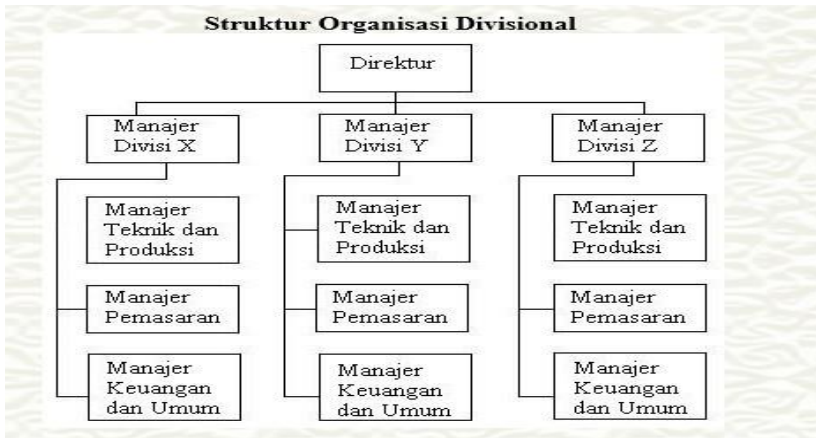 Struktur Organisasi Divisional
Direktur
Manajer
Divisi X
Manajer
Divisi Y
Manajer
Divisi Z
Manajer
Teknik dan
Produksi
Manajer
Teknik dan
Produksi
Manajer
Teknik dan
Produksi
Manajer
Pemasaran
Manajer
Pemasaran
Manajer
Pemasaran
Manajer
Keuangan
dan Umum
Manajer
Keuangan
dan Umum
Manajer
Keuangan
dan Umum